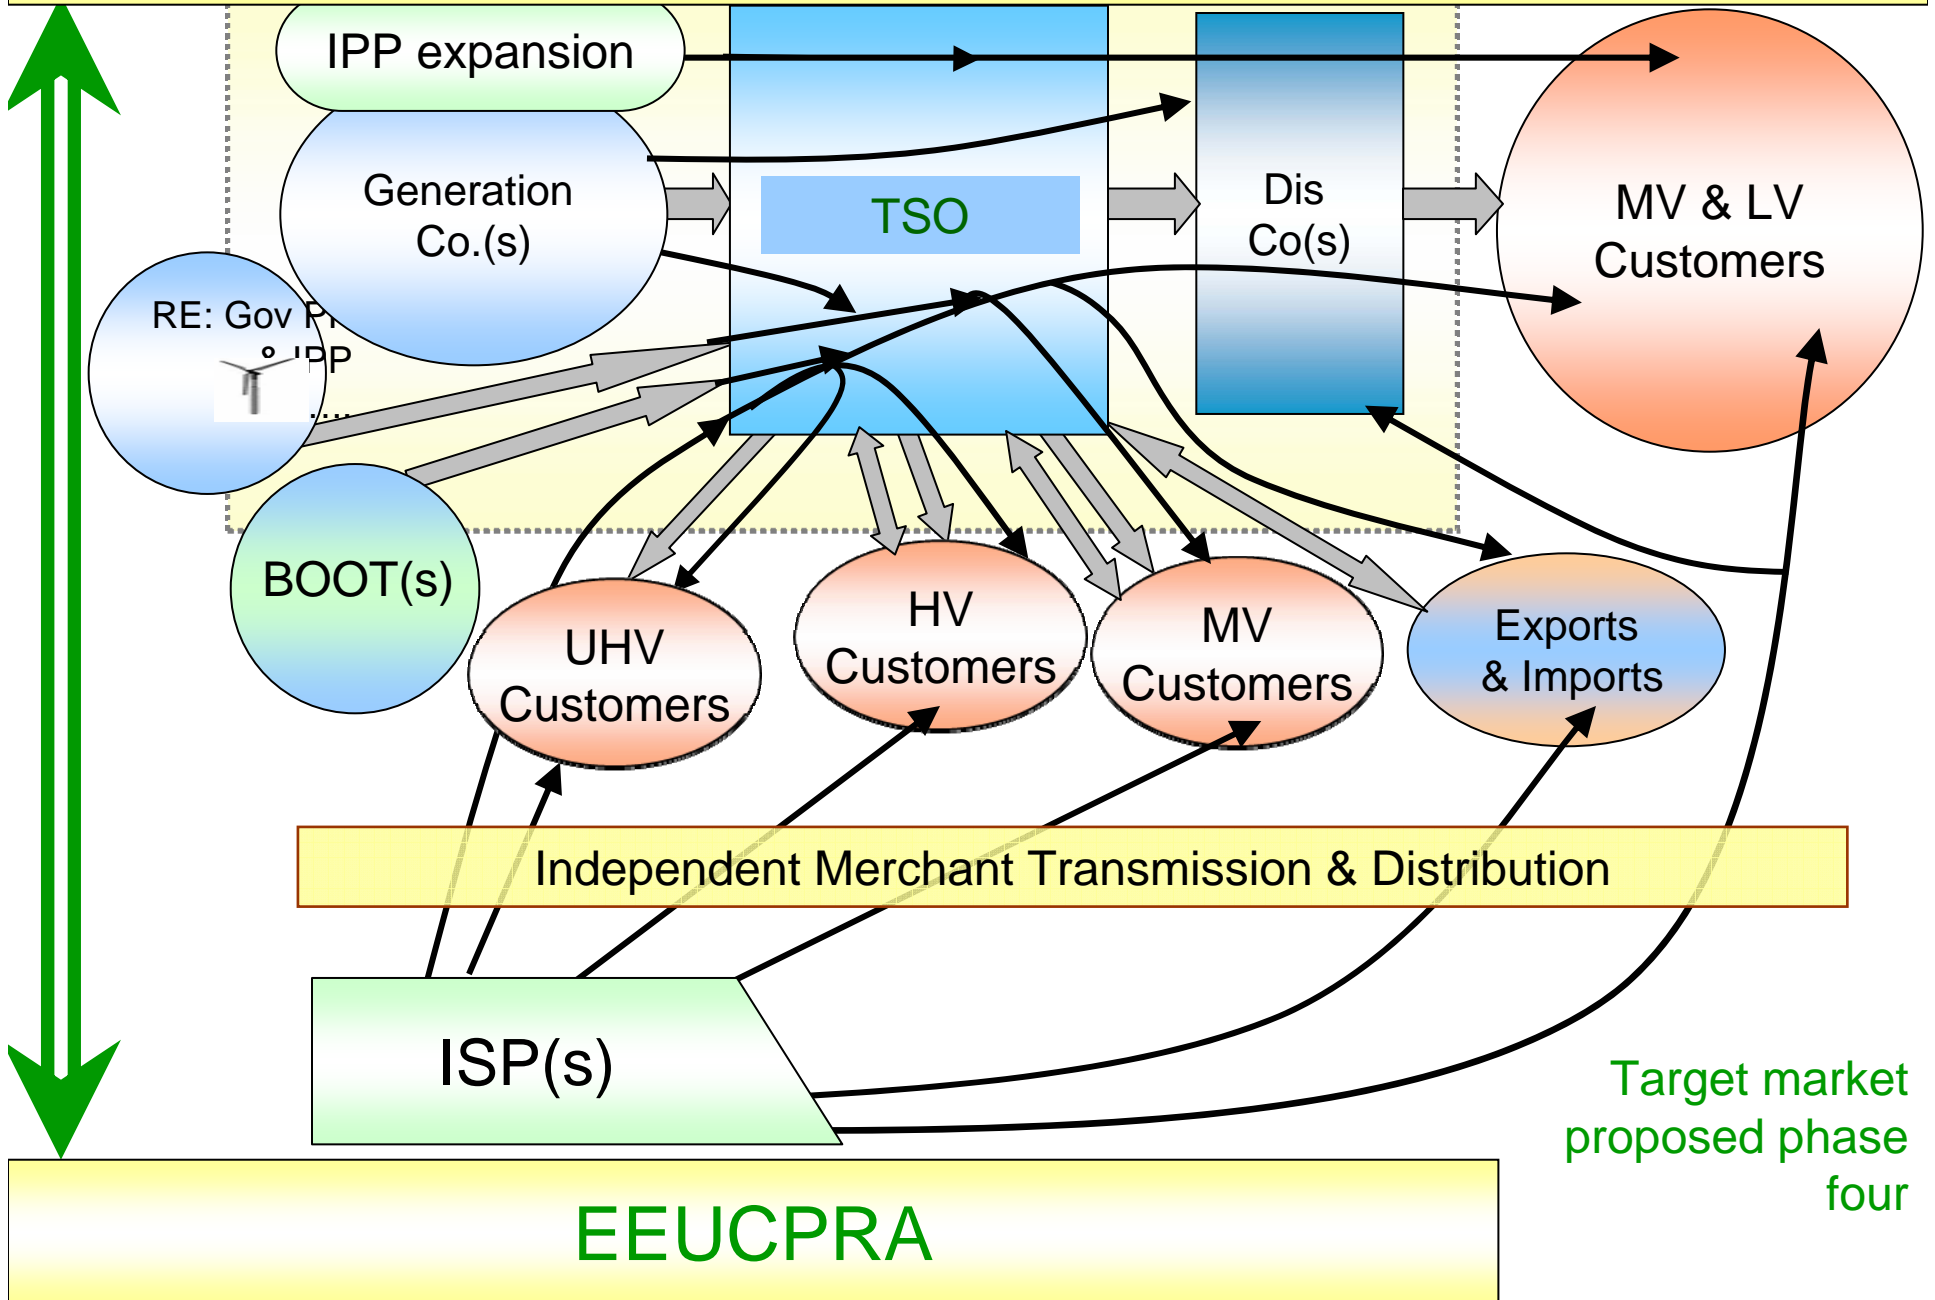 IPP expansion
Generation
Co.(s)
TSO
Dis
Co(s)
MV & LV
Customers
RE: Gov
IPP
....
BOOT(s)
UHV
Customers
HV
Customers
MV
Customers
Exports
& Imports
Independent Merchant Transmission & Distribution
ISP(s)
Target market
proposed phase
four
EEUCPRA